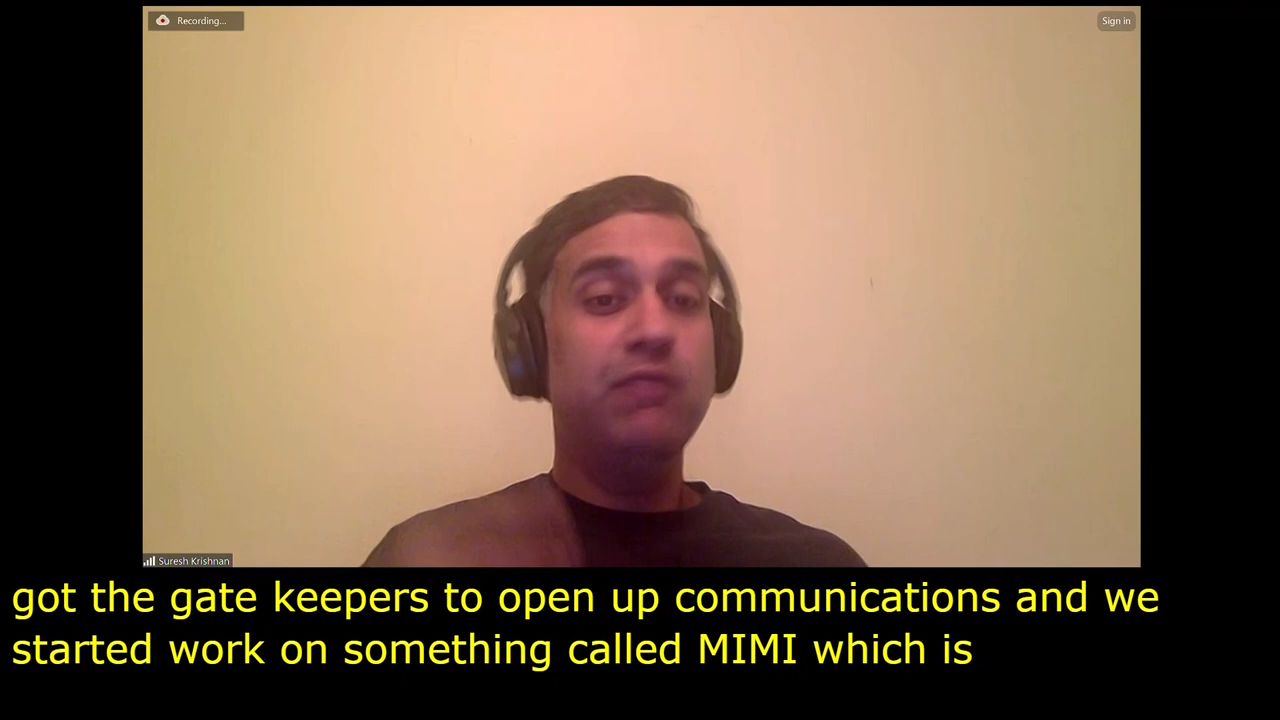 Recording...
Sign in
Suresh Krishnan
got the gate keepers to open up communications and we
started work on something called MIMI which is